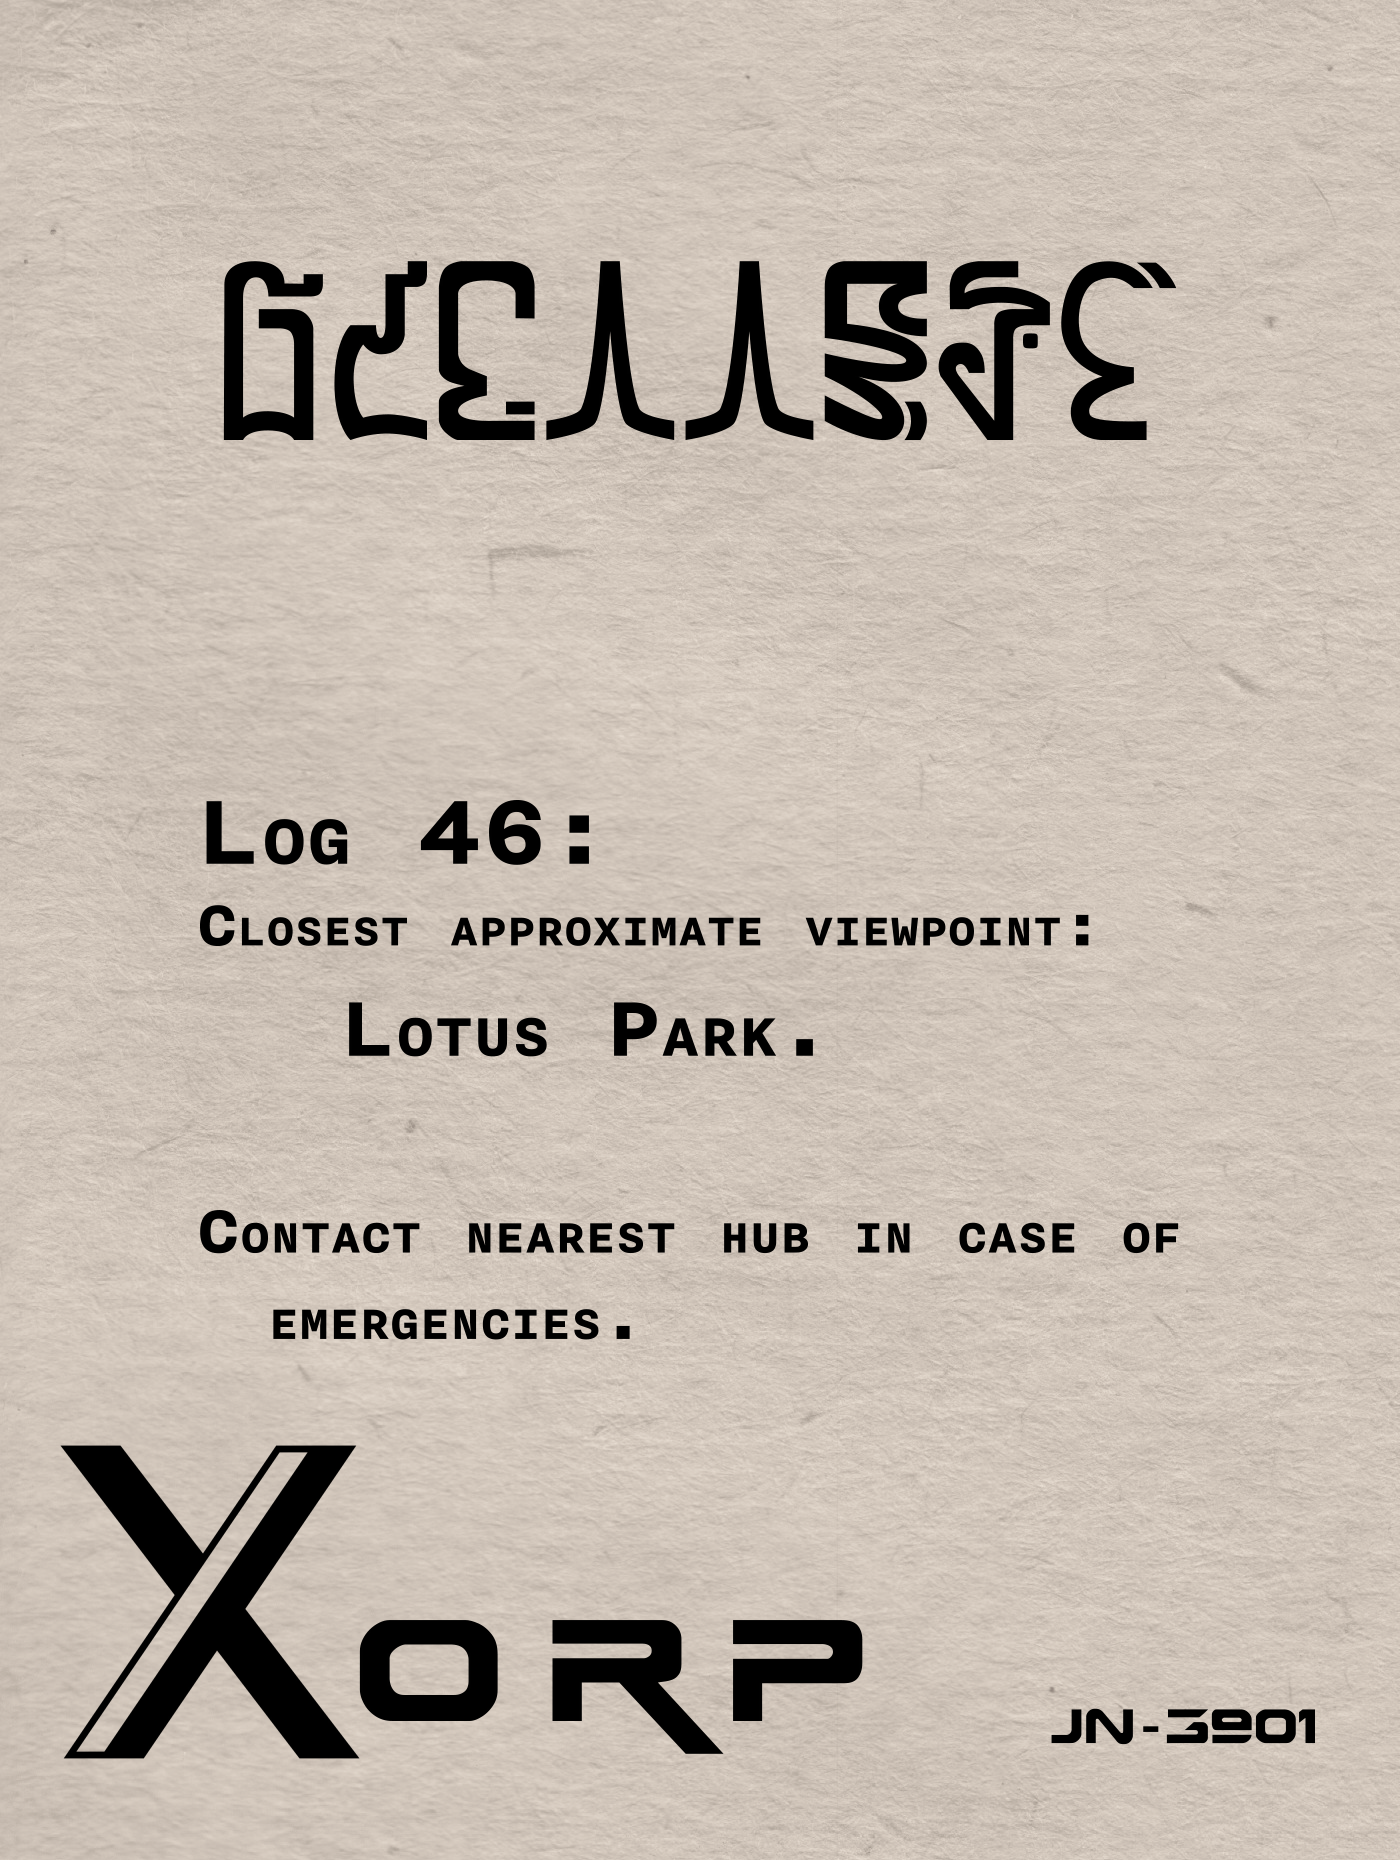 Log 46:
Closest approximate viewpoint:
Lotus Park.
Contact nearest hub in case of
emergencies.
Xorp
JN-3901